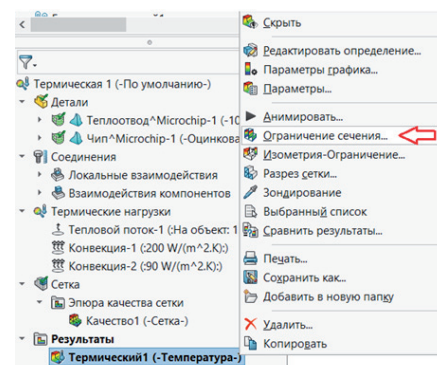 Термическая 1 (-По умолчанию-)
Детали
Теплоотвод^Microchip-1 (-10
Чип^Microchip-1 (-Оцинкова
Соединения
Локальные взаимодействия
Взаимодействия компонентов
Термические нагрузки
Тепловой поток-1 (:На объект: 1
Конвекция-1 (:200 W/(m^2.K):)
Конвекция-2 (:90 W/(m^2.K):)
Сетка
Эпюра качества сетки
Качество1 (-Сетка-)
Результаты
Термический1 (-Температура-)
Скрыть
Редактировать определение...
Параметры графика...
Параметры...
Анимировать...
Ограничение сечения...
Изометрия-Ограничение...
Разрез сетки...
Зондирование
Выбранный список
Сравнить результаты...
Печать...
Сохранить как...
Добавить в новую папку
Удалить...
Копировать